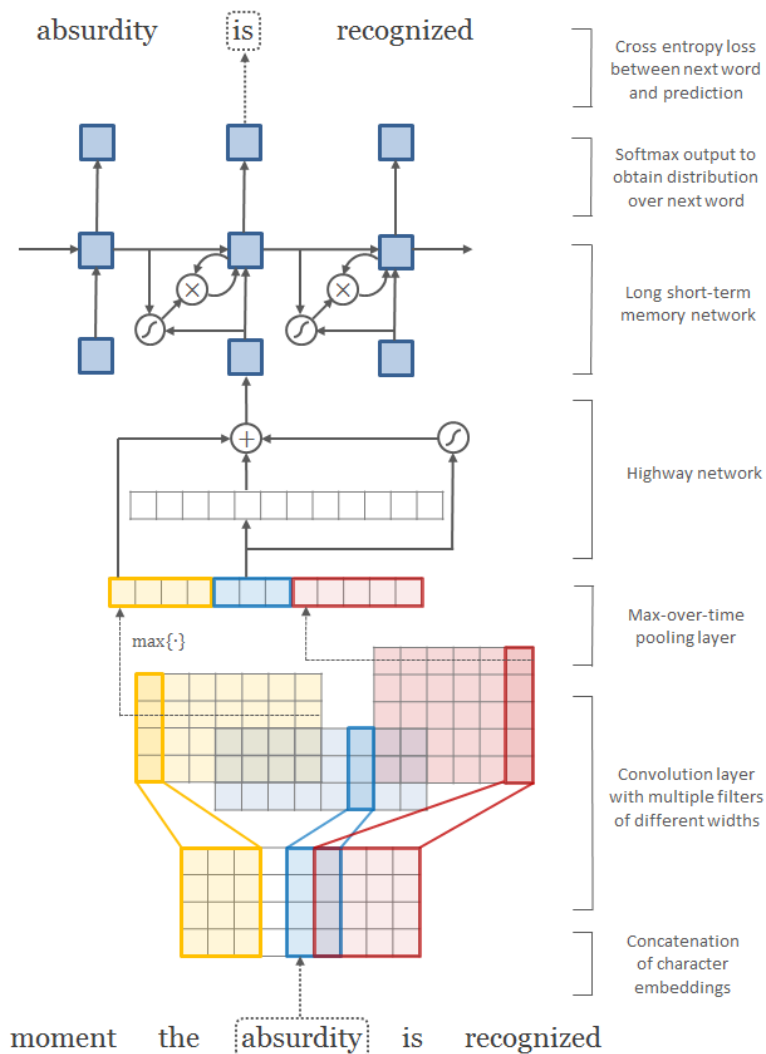 absurdity is recognized
Cross entropy loss
between next word
and prediction
Softmax output to
obtain distribution
over next word
Long short-term
memory network
Highway network
Max-over-time
pooling layer
max{·}
Convolution layer
with multiple filters
of different widths
Concatenation
of character
embeddings
moment the absurdity is recognized